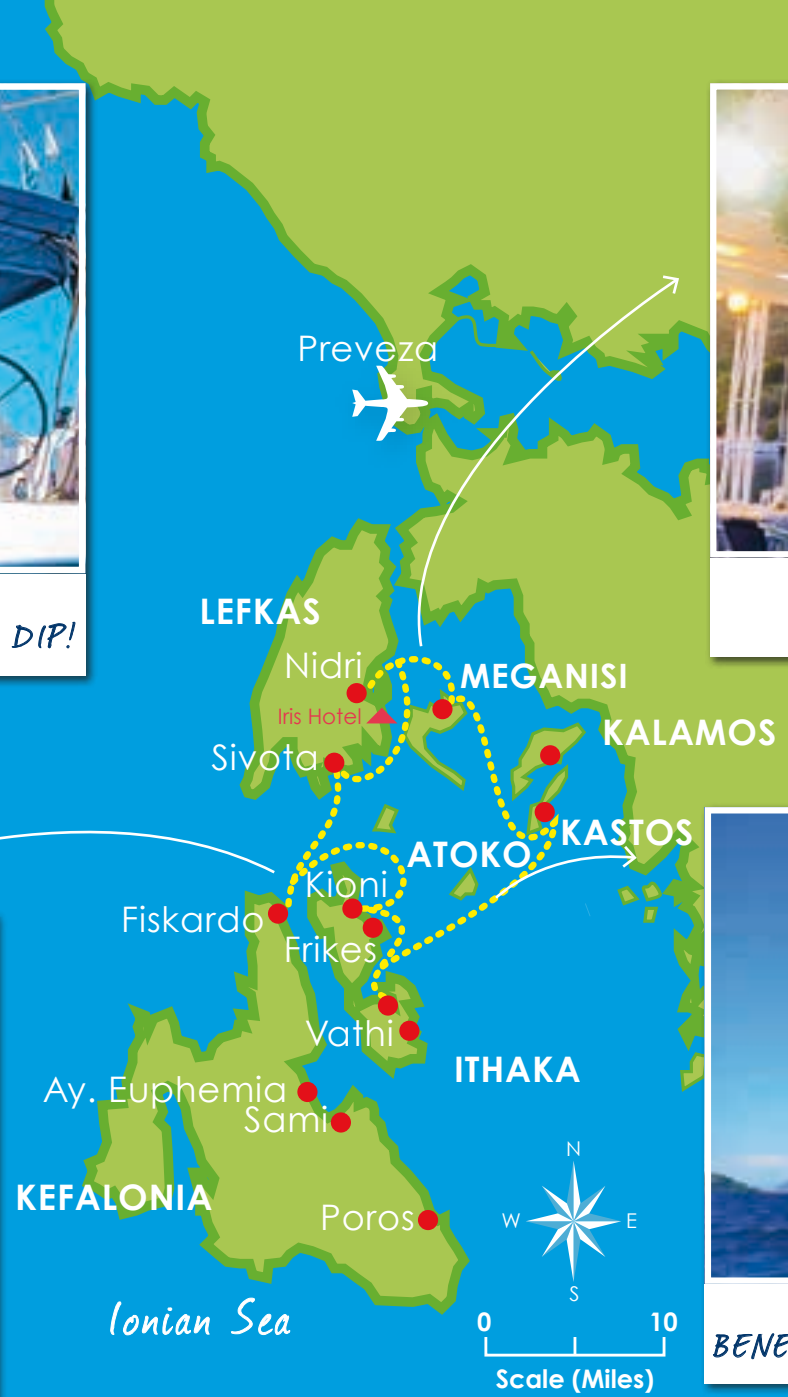 Preveza
DIP!
LEFKAS
Nidri
MEGANISI
Iris Hotel
KALAMOS
Sivota
KASTOS
ATOKO
Kioni
Fiskardo
Frikes
Vathi
ITHAKA
Ay. Euphemia
Sami
KEFALONIA
Poros
N
W E
S
Ionian Sea
0 10
Scale (Miles)
BENE